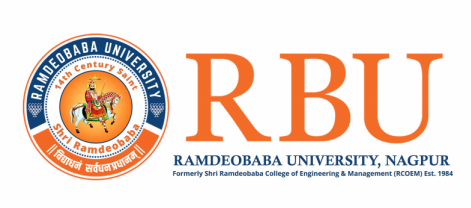 RAMDEOBABA UNIVERSITY
14th Century Saint
Shri Ramdeobaba
|| विद्याधनं सर्वधनप्रधानम् ||
RBU
RAMDEOBABA UNIVERSITY, NAGPUR
Formerly Shri Ramdeobaba College of Engineering & Management (RCOEM) Est. 1984